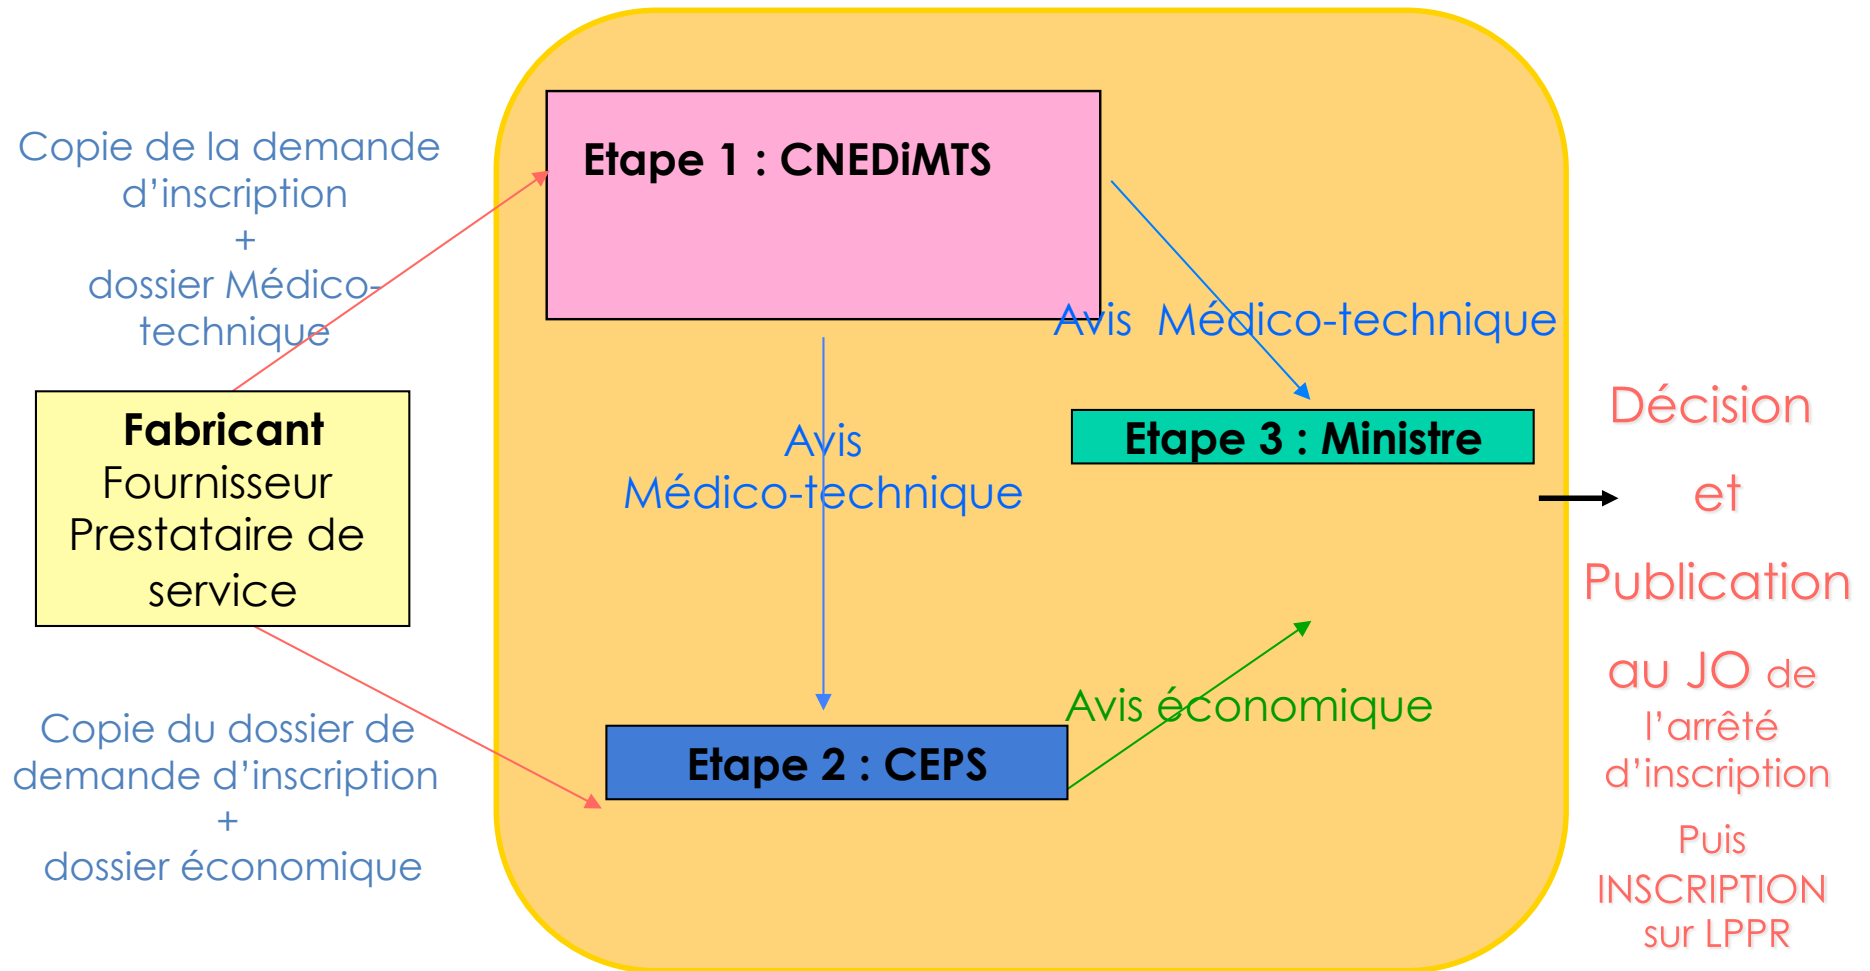 Copie de la demande
d’inscription
+
dossier Médico-
technique
Fabricant
Fournisseur
Prestataire de
service
Copie du dossier de
demande d’inscription
+
dossier économique
Etape 1 : CNEDiMTS
Avis
Médico-technique
Avis  Médico-technique
Etape 2 : CEPS
Avis économique
Etape 3 : Ministre
Décision
et
Publication
au JO de
l’arrêté
d’inscription
Puis
INSCRIPTION
sur LPPR